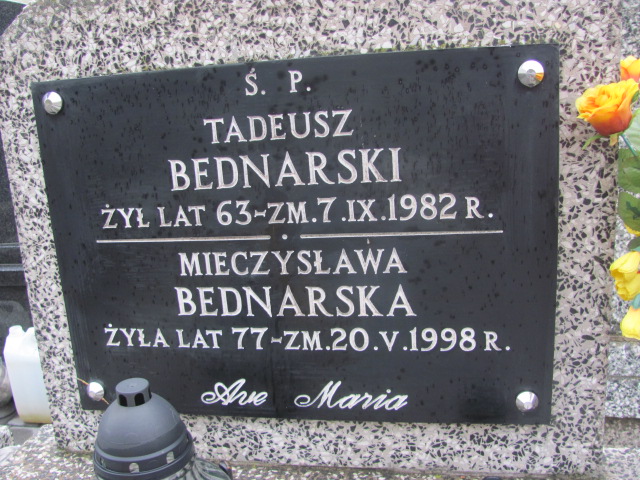 Ś. P.
TADEUSZ
BEDNARSKI
ŻYŁ LAT 63-ZM.7.IX.1982 R.
MIECZYSŁAWA
BEDNARSKA
ŻYŁA LAT 77-ZM.20.V.1998 R.
Ave Maria